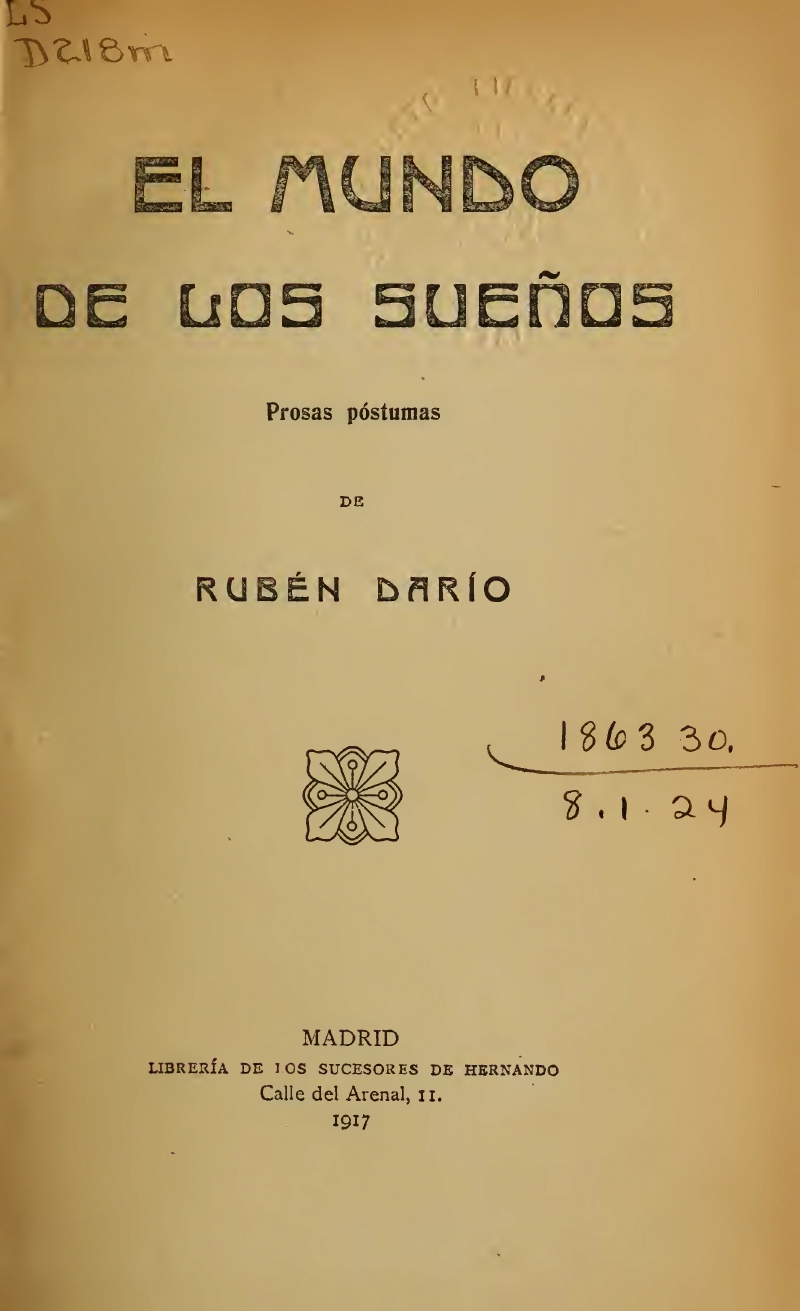 LS
D218m
EL MUNDO
DE LOS SUEÑOS
Prosas póstumas
DE
RUBÉN DARÍO
186330.
8.1.24
MADRID
LIBRERÍA DE LOS SUCESORES DE HERNANDO
Calle del Arenal, 11.
1917